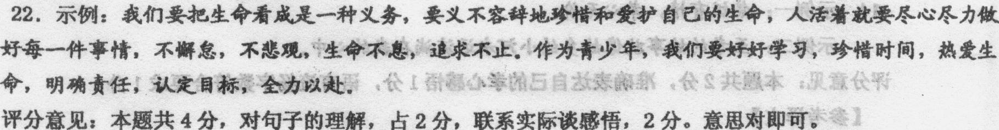 22. 示例：我们要把生命看成是一种义务，要义不容辞地珍惜和爱护自己的生命，人活着就要尽心尽力做
好每一件事情，不懈怠，不悲观，生命不息，追求不止。作为青少年，我们要好好学习，珍惜时间，热爱生
命，明确责任，认定目标，全力以赴。
评分意见：本题共4分，对句子的理解，占2分，联系实际谈感悟，2分。意思对即可。